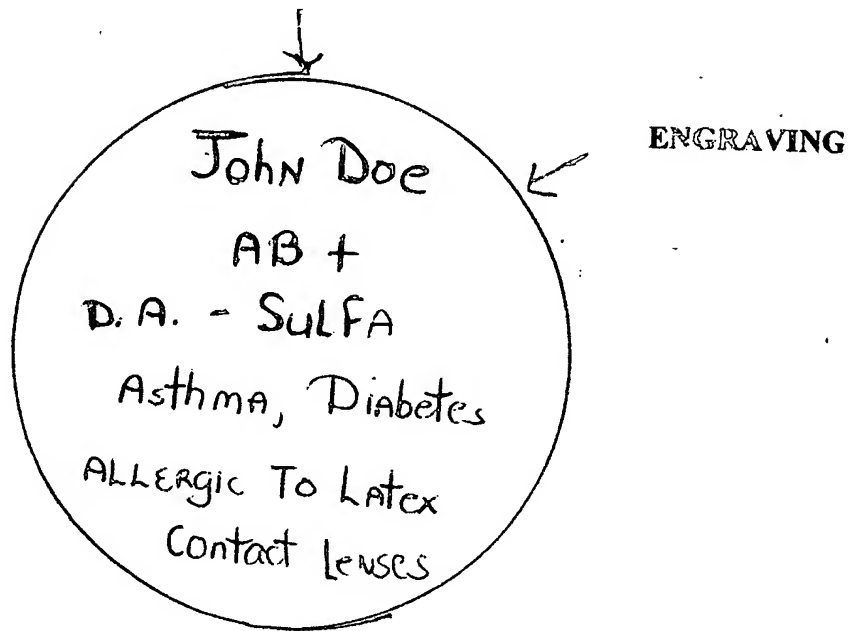 ENGRAVING
John Doe
AB +
D.A. - SULFA
Asthma, Diabetes
ALLERGIC TO LATEX
Contact Lenses